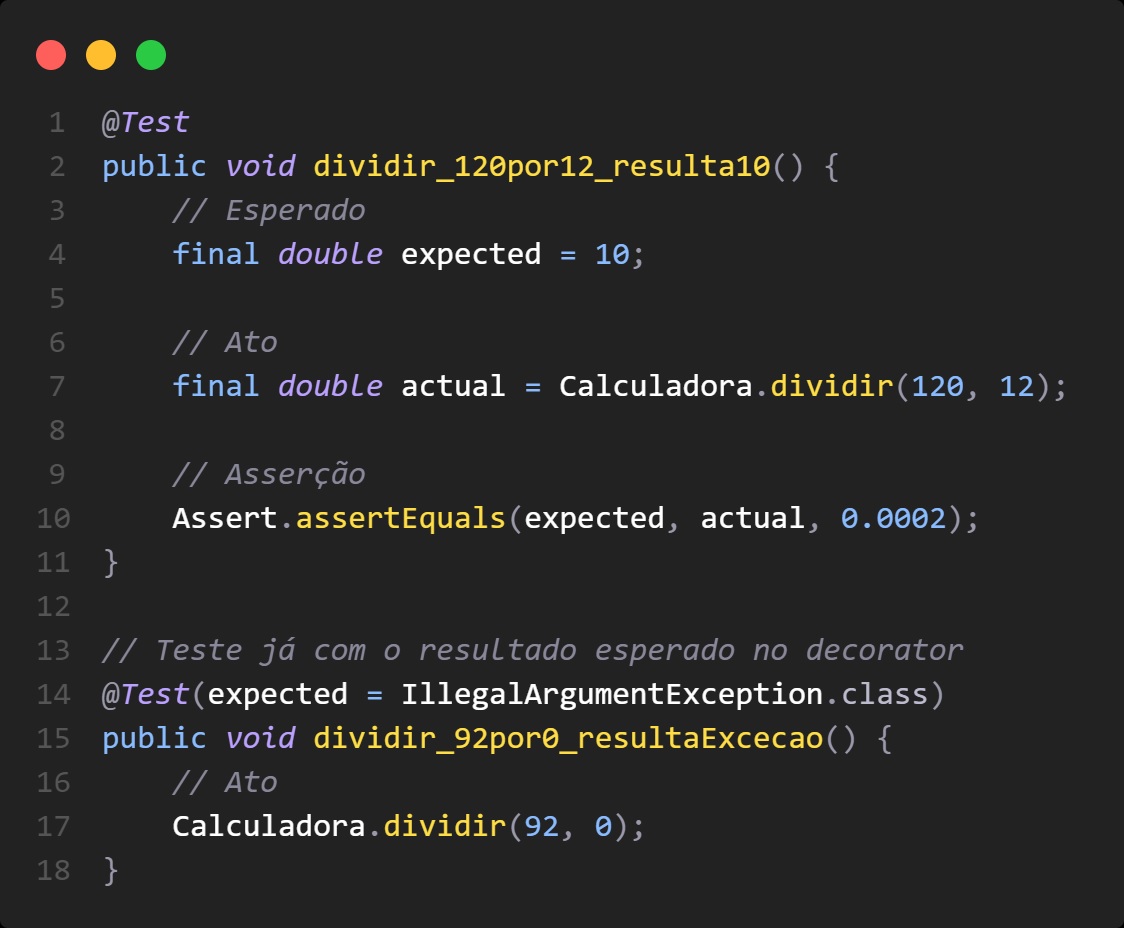 1 @Test
2 public void dividir_120por12_resulta10() {
3     // Esperado
4     final double expected = 10;
5
6     // Ato
7     final double actual = Calculadora.dividir(120, 12);
8
9     // Asserção
10     Assert.assertEquals(expected, actual, 0.0002);
11 }
12
13 // Teste já com o resultado esperado no decorator
14 @Test(expected = IllegalArgumentException.class)
15 public void dividir_92por0_resultaExcecao() {
16     // Ato
17     Calculadora.dividir(92, 0);
18 }